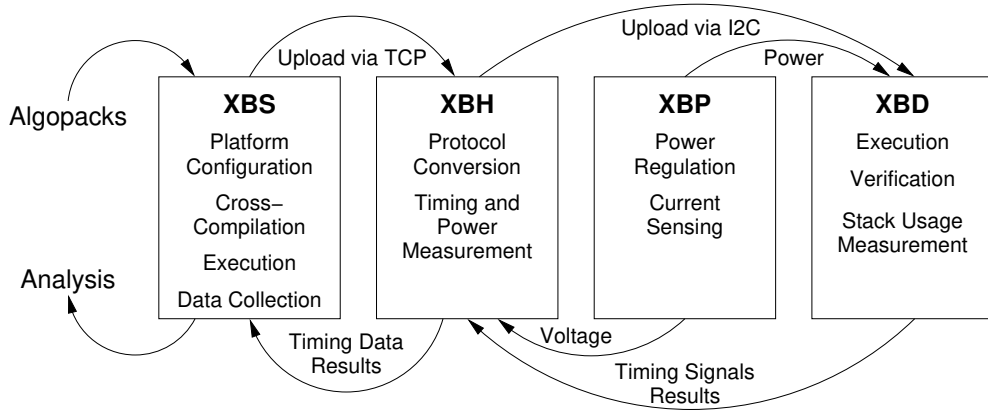 Upload via TCP
Upload via I2C
Power
Algopacks
Analysis
XBS
Platform
Configuration
Cross−
Compilation
Execution
Data Collection
XBH
Protocol
Conversion
Timing and
Power
Measurement
XBP
Power
Regulation
Current
Sensing
XBD
Execution
Verification
Stack Usage
Measurement
Timing Data
Results
Voltage
Timing Signals
Results